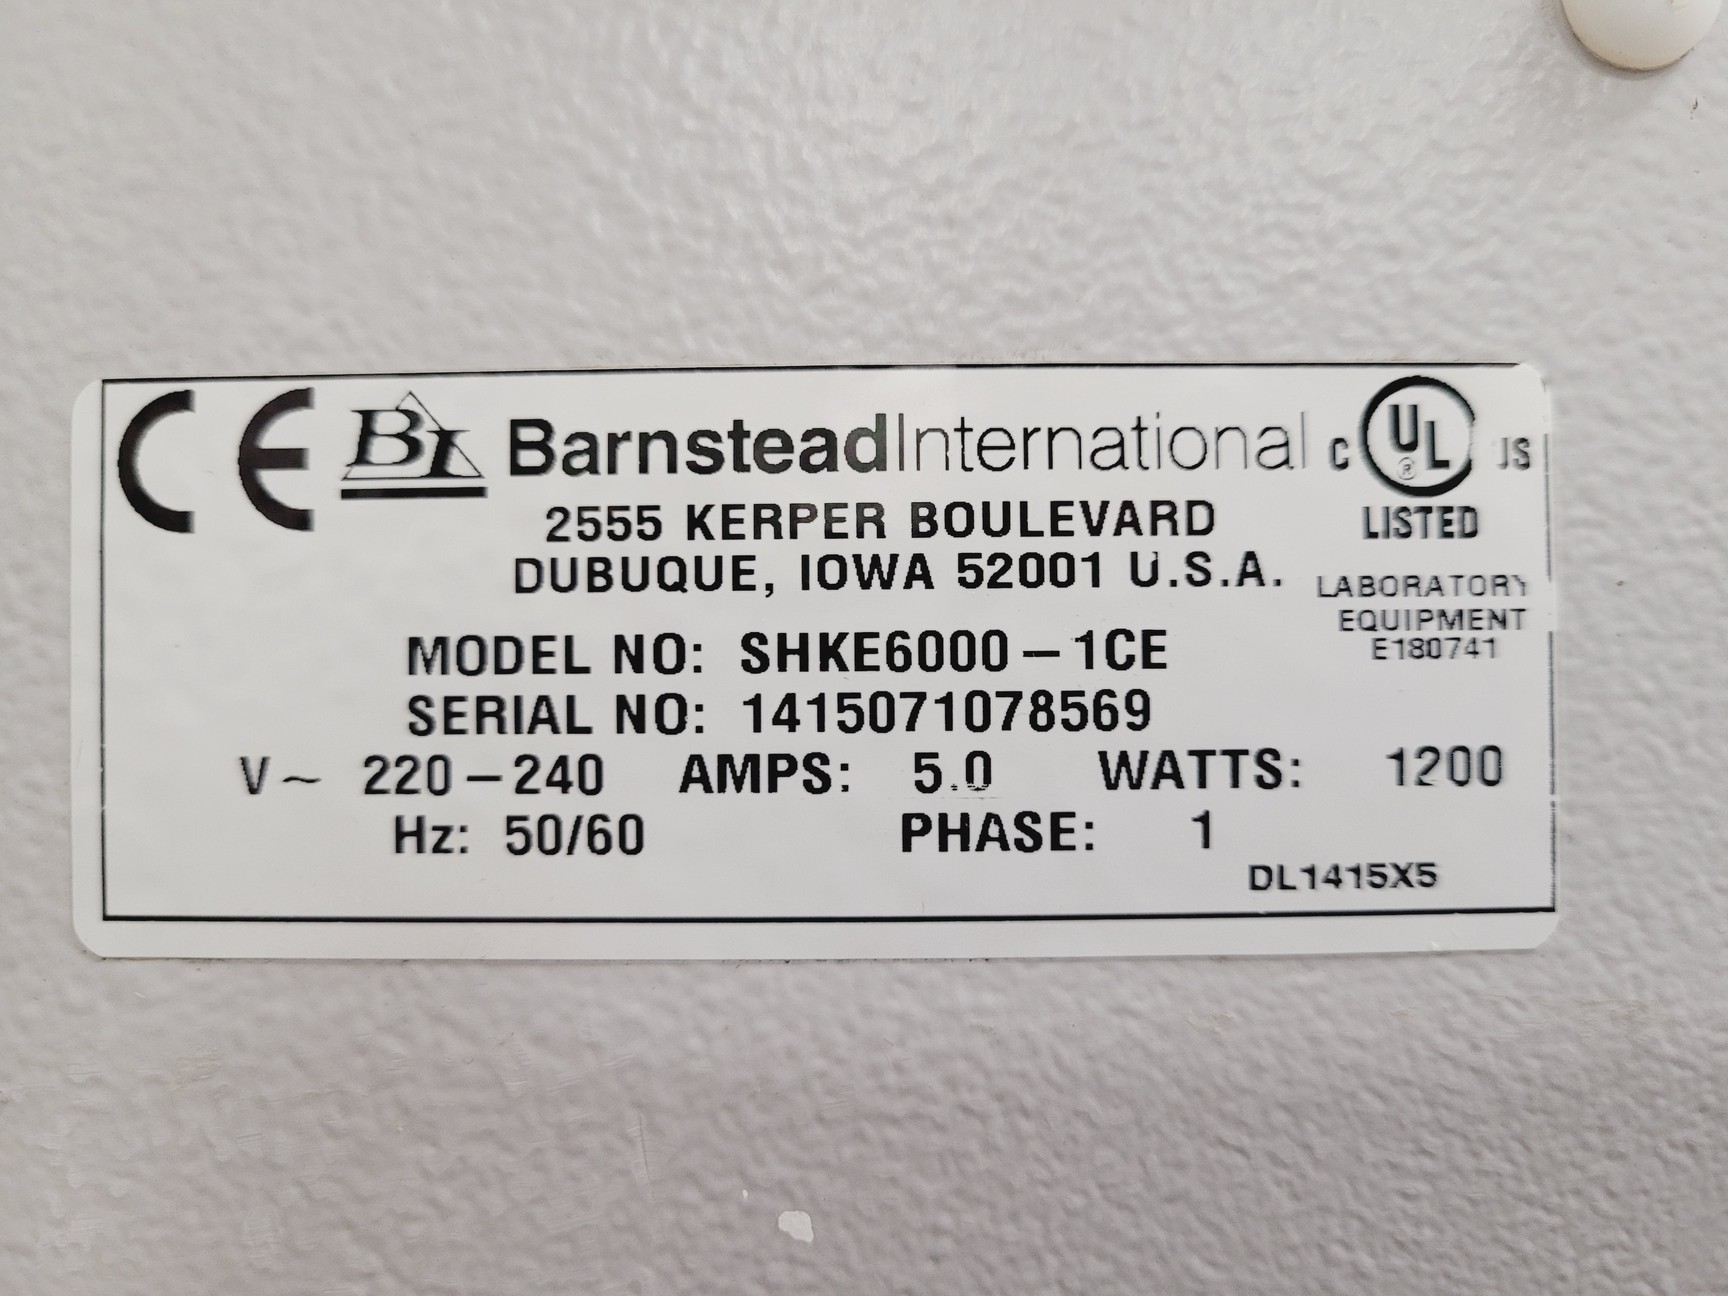 CE BI BarnsteadInternational C UL ® US
2555 KERPER BOULEVARD
LISTED
DUBUQUE, IOWA 52001 U.S.A.
LABORATORY
EQUIPMENT
E180741
MODEL NO: SHKE6000-1CE
SERIAL NO: 1415071078569
V~ 220-240 AMPS: 5.0 WATTS: 1200
Hz: 50/60 PHASE: 1
DL1415X5